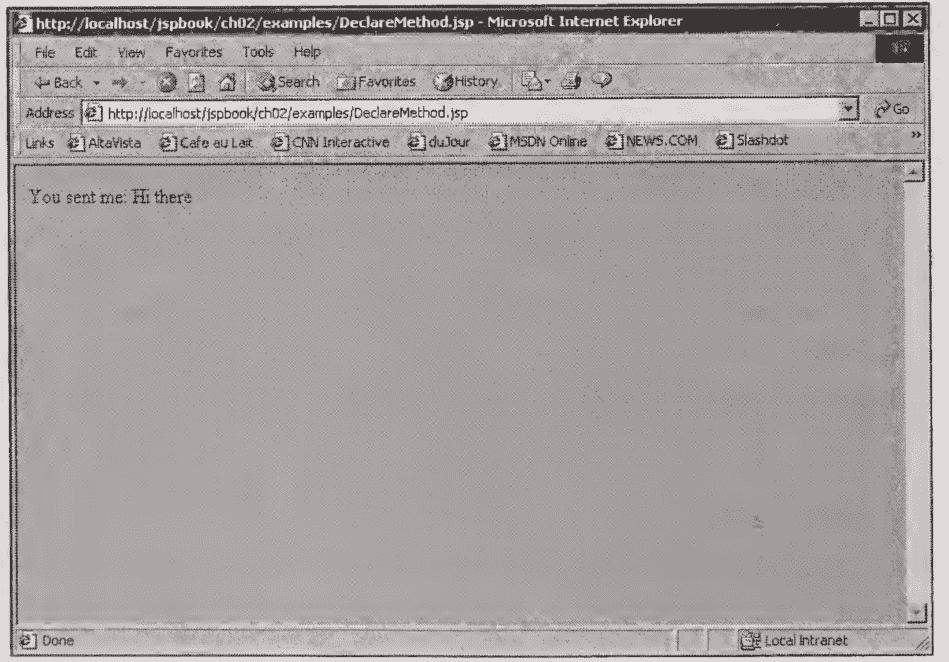 http://localhost/jspbook/ch02/examples/DeclareMethod.jsp - Microsoft Internet Explorer
File Edit View Favorites Tools Help
Back Search Favorites History
Address http://localhost/jspbook/ch02/examples/DeclareMethod.jsp Go
Links AltaVista Cafe au Lait CNN Interactive duJour MSDN Online NEWS.COM Slashdot »
You sent me: Hi there
Done Local intranet